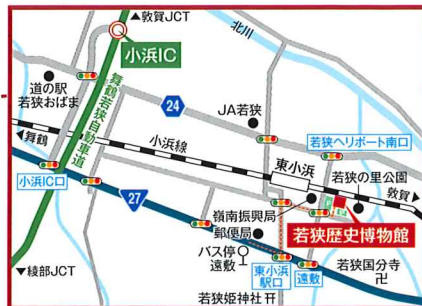 ▲敦賀JCT
小浜IC
北川
道の駅
若狭おばま
舞鶴若狭自動車道
24
JA若狭
若狭ヘリポート南口
◀舞鶴
小浜線
東小浜
若狭の里公園
敦賀▶
小浜IC口
27
嶺南振興局
郵便局
若狭歴史博物館
バス停
遠敷
東小浜
駅口
遠敷
若狭国分寺
卍
▼綾部JCT
若狭姫神社